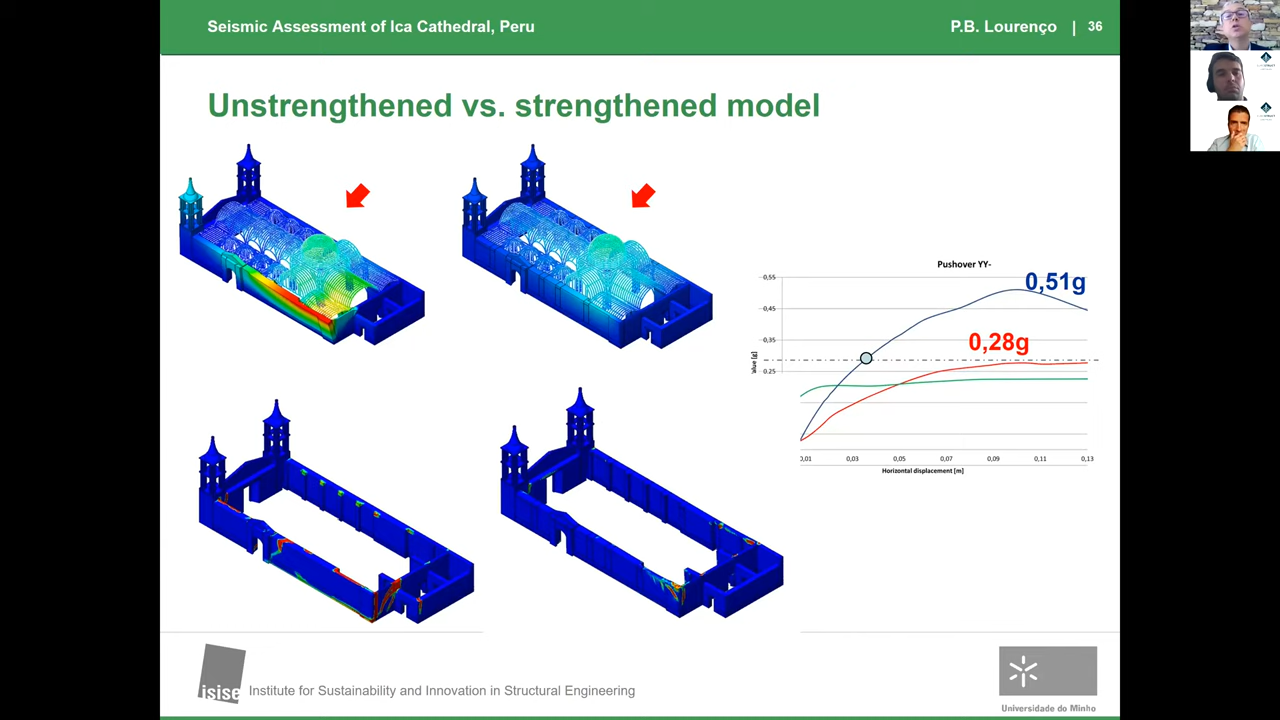 Seismic Assessment of Ica Cathedral, Peru
P.B. Lourenço | 36
Unstrengthened vs. strengthened model
Pushover YY-
0,55
0,51g
0,45
0,35
0,28g
0.25
Value [g]
0,01 0,03 0,05 0,07 0,09 0,11 0,13
Horizontal displacement [m]
isise
Institute for Sustainability and Innovation in Structural Engineering
Universidade do Minho